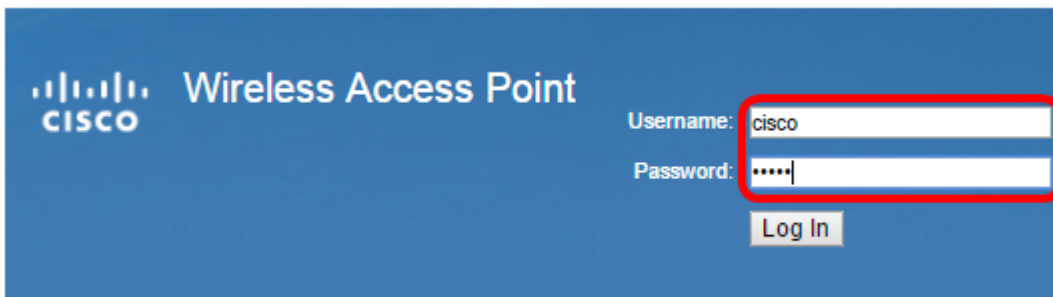 CISCO
Wireless Access Point
Username: cisco
Password: •••••
Log In